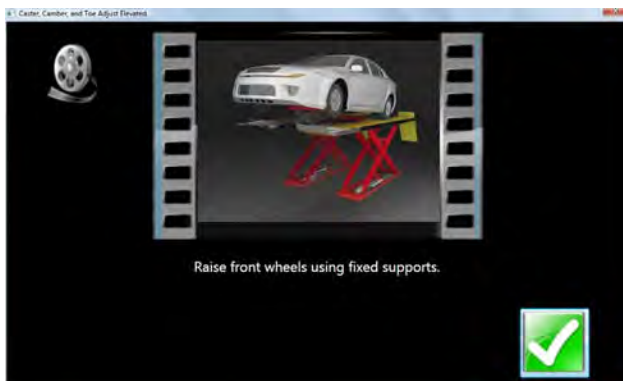 Caster, Camber, and Toe Adjust Elevated
Raise front wheels using fixed supports.